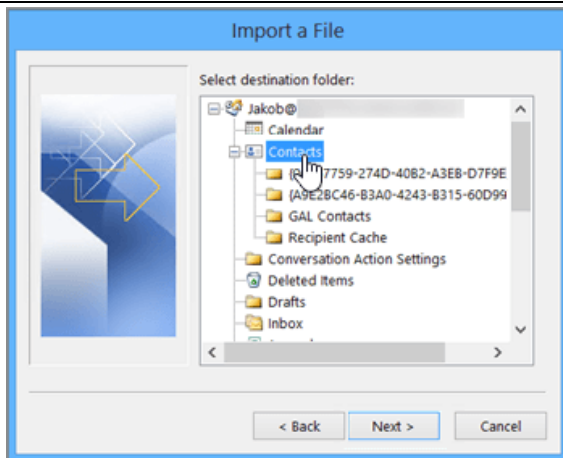 Import a File
Select destination folder:
Jakob@
Calendar
Contacts
7759-274D-40B2-A3EB-D7F9E
{A9E2BC46-B3A0-4243-B315-60D99
GAL Contacts
Recipient Cache
Conversation Action Settings
Deleted Items
Drafts
Inbox
< Back Next > Cancel